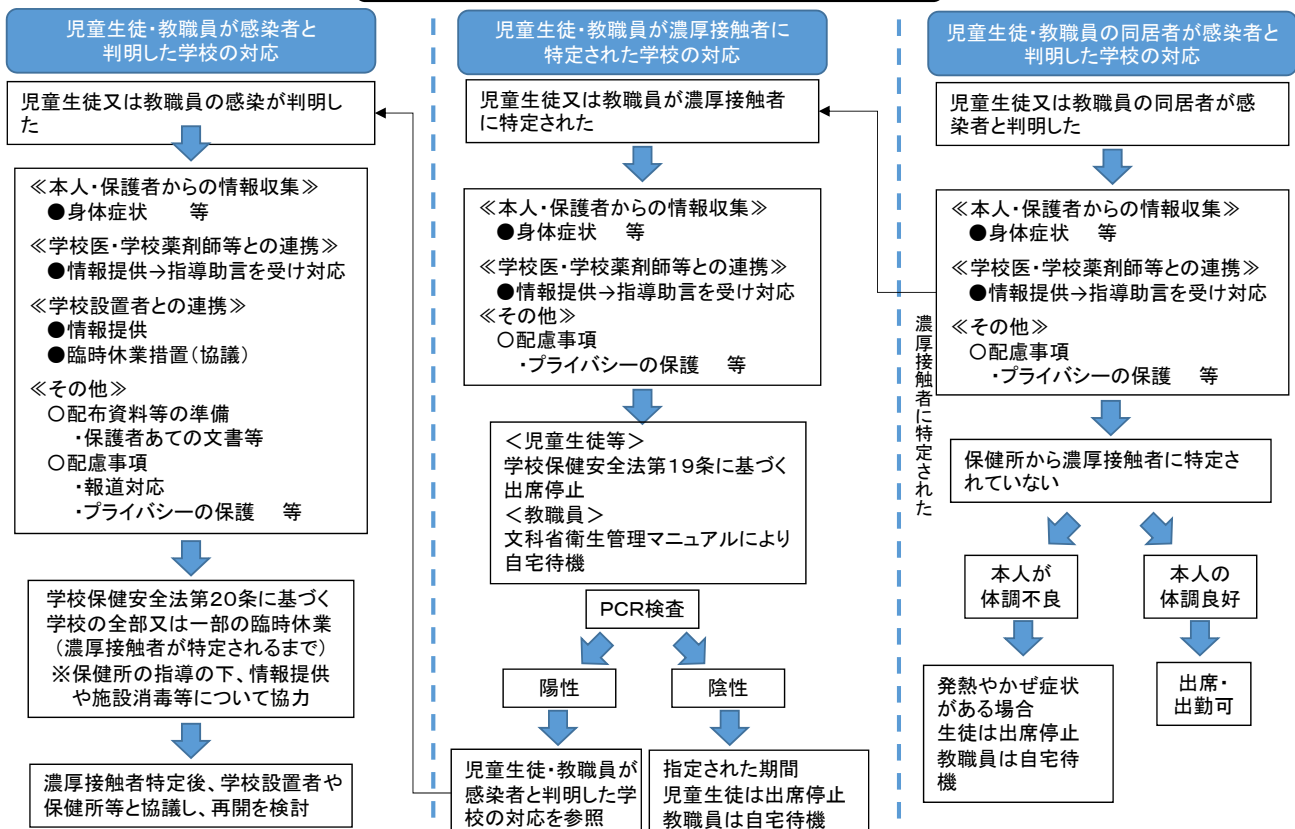 児童生徒・教職員が感染者と
判明した学校の対応
児童生徒又は教職員の感染が判明し
た
≪本人・保護者からの情報収集≫
●身体症状　等
≪学校医・学校薬剤師等との連携≫
●情報提供→指導助言を受け対応
≪学校設置者との連携≫
●情報提供
●臨時休業措置（協議）
≪その他≫
○配布資料等の準備
・保護者あての文書等
○配慮事項
・報道対応
・プライバシーの保護　等
学校保健安全法第２０条に基づく
学校の全部又は一部の臨時休業
（濃厚接触者が特定されるまで）
※保健所の指導の下、情報提供
や施設消毒等について協力
濃厚接触者特定後、学校設置者や
保健所等と協議し、再開を検討
児童生徒・教職員が濃厚接触者に
特定された学校の対応
児童生徒又は教職員が濃厚接触者
に特定された
≪本人・保護者からの情報収集≫
●身体症状　等
≪学校医・学校薬剤師等との連携≫
●情報提供→指導助言を受け対応
≪その他≫
○配慮事項
・プライバシーの保護　等
＜児童生徒等＞
学校保健安全法第１９条に基づく
出席停止
＜教職員＞
文科省衛生管理マニュアルにより
自宅待機
PCR検査
陽性
陰性
児童生徒・教職員が
感染者と判明した学
校の対応を参照
指定された期間
児童生徒は出席停止
教職員は自宅待機
児童生徒・教職員の同居者が感染者と
判明した学校の対応
児童生徒又は教職員の同居者が感
染者と判明した
≪本人・保護者からの情報収集≫
●身体症状　等
≪学校医・学校薬剤師等との連携≫
●情報提供→指導助言を受け対応
≪その他≫
○配慮事項
・プライバシーの保護　等
濃厚接触者に特定された
保健所から濃厚接触者に特定さ
れていない
本人が
体調不良
本人の
体調良好
発熱やかぜ症状
がある場合
生徒は出席停止
教職員は自宅待
機
出席・
出勤可